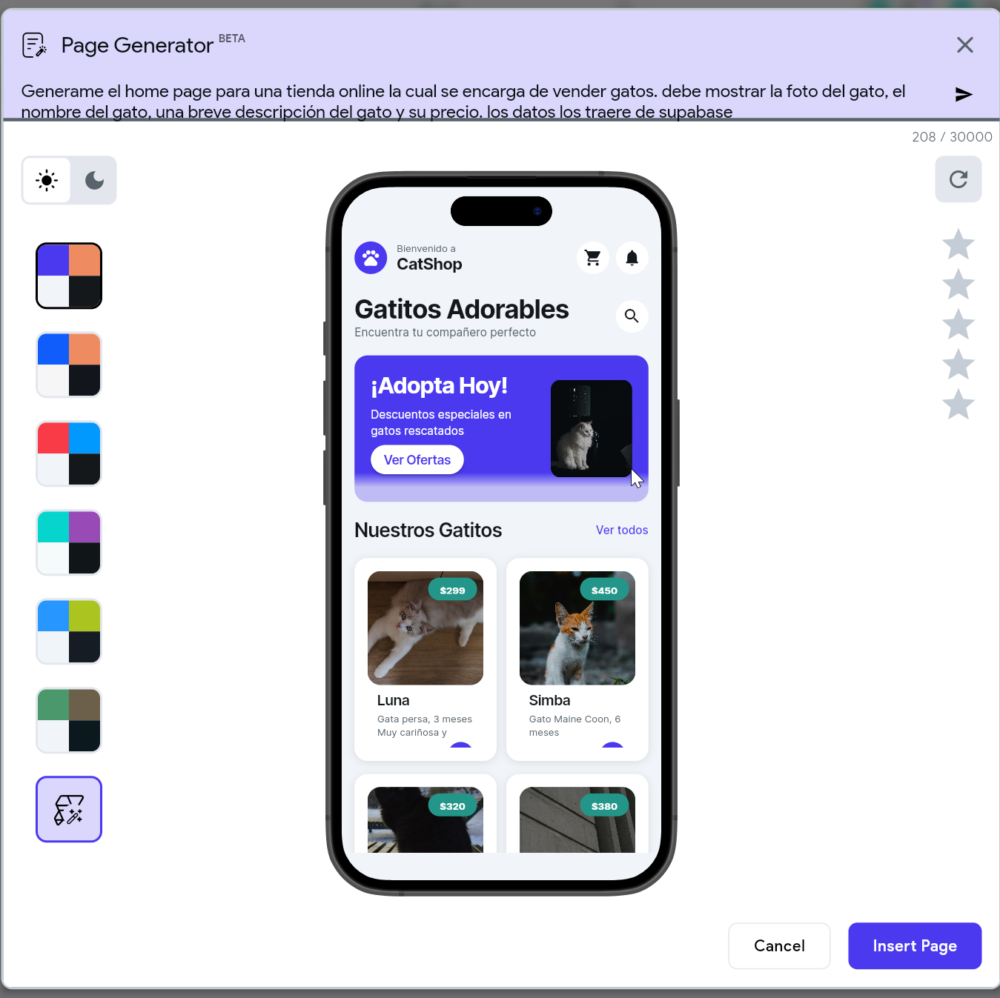 Page Generator BETA
Generame el home page para una tienda online la cual se encarga de vender gatos. debe mostrar la foto del gato, el
nombre del gato, una breve descripción del gato y su precio. los datos los traere de supabase
208 / 30000
Bienvenido a
CatShop
Gatitos Adorables
Encuentra tu compañero perfecto
¡Adopta Hoy!
Descuentos especiales en
gatos rescatados
Ver Ofertas
Nuestros Gatitos
Ver todos
$299
$450
Luna
Simba
Gata persa, 3 meses
Muy cariñosa y
Gato Maine Coon, 6
meses
$320
$380
Cancel
Insert Page